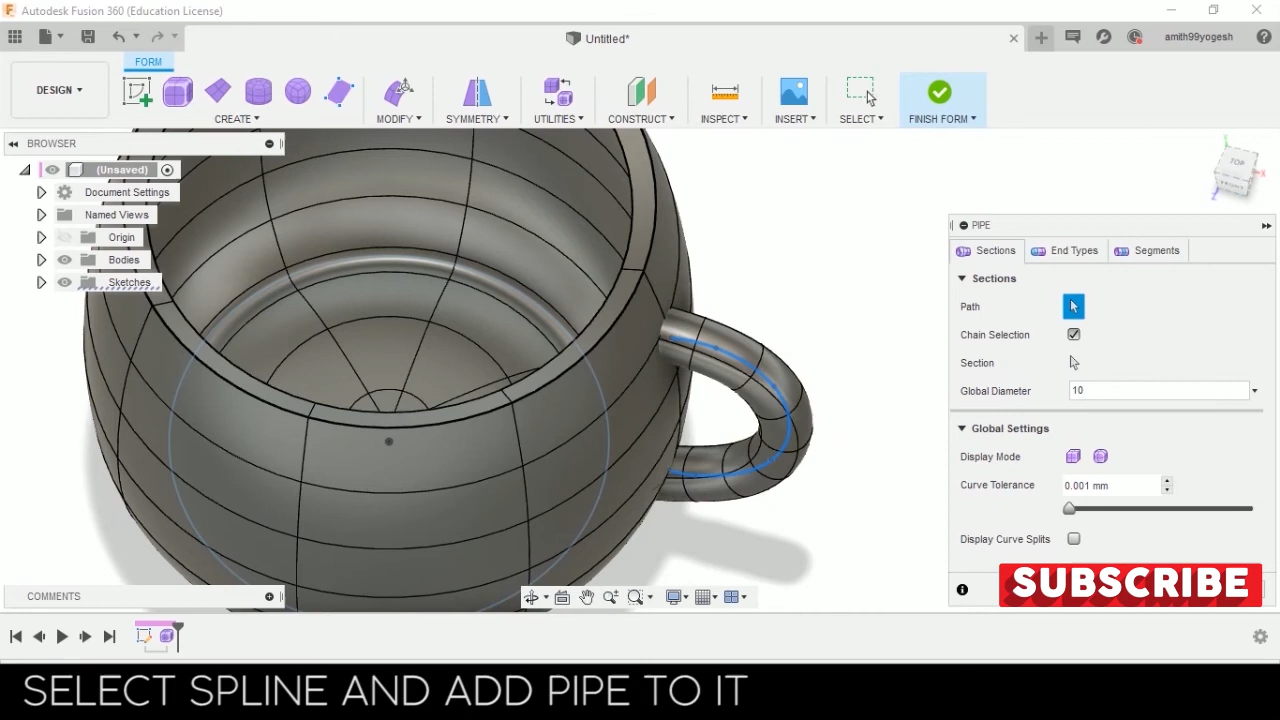 Autodesk Fusion 360 (Education License)
Untitled*
amith99yogesh
FORM
DESIGN
CREATE
MODIFY
SYMMETRY
UTILITIES
CONSTRUCT
INSPECT
INSERT
SELECT
FINISH FORM
BROWSER
(Unsaved)
Document Settings
Named Views
Origin
Bodies
Sketches
TOP
FRONT
X
Z
PIPE
Sections
End Types
Segments
Sections
Path
Chain Selection
Section
Global Diameter
10
Global Settings
Display Mode
Curve Tolerance
0.001 mm
Display Curve Splits
SUBSCRIBE
COMMENTS
SELECT SPLINE AND ADD PIPE TO IT